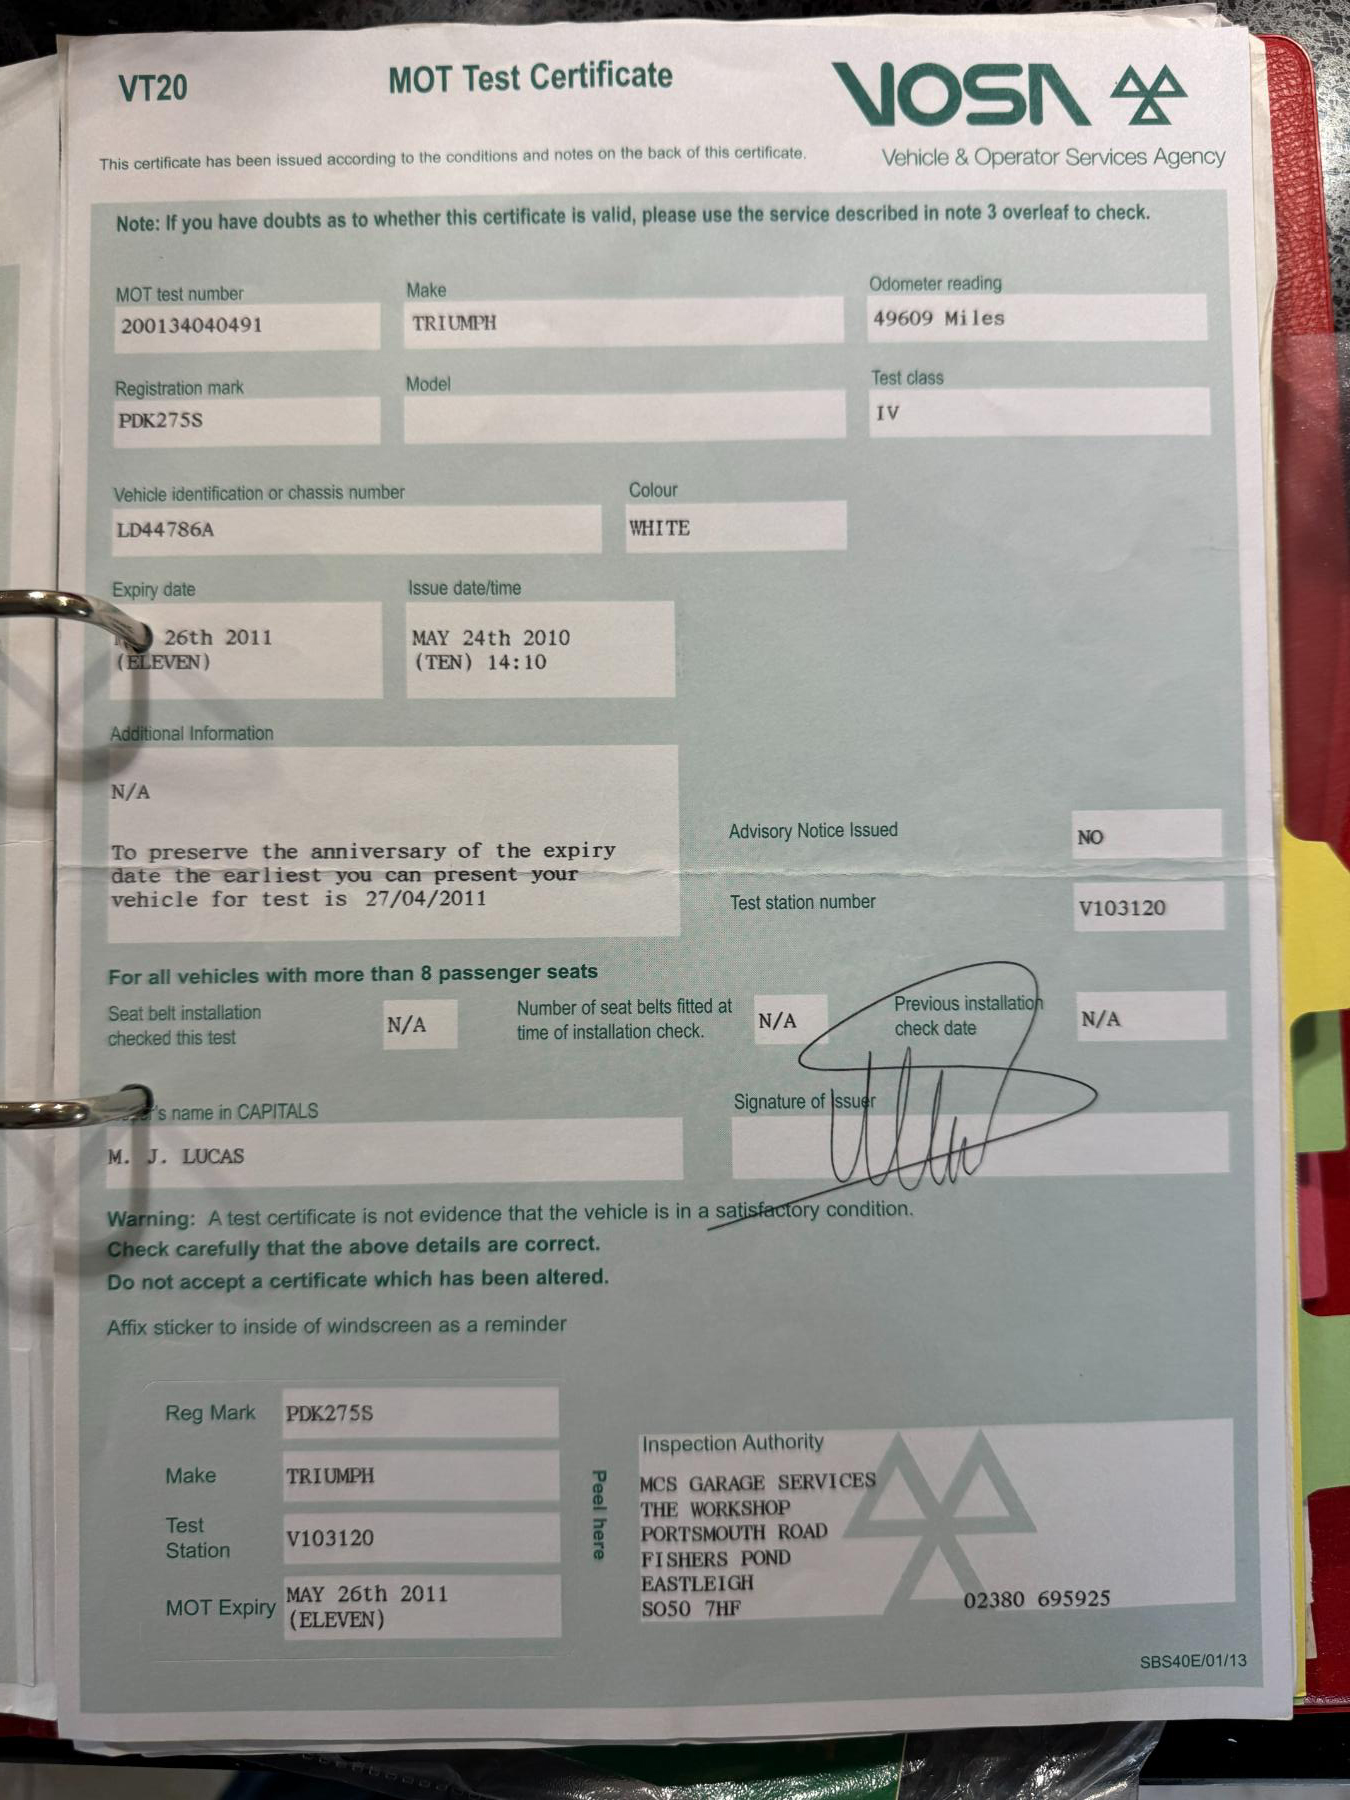 VT20
MOT Test Certificate
VOSA
Vehicle & Operator Services Agency
This certificate has been issued according to the conditions and notes on the back of this certificate.
Note: If you have doubts as to whether this certificate is valid, please use the service described in note 3 overleaf to check.
MOT test number
200134040491
Make
TRIUMPH
Odometer reading
49609 Miles
Registration mark
PDK275S
Model
Test class
IV
Vehicle identification or chassis number
LD44786A
Colour
WHITE
Expiry date
26th 2011
(ELEVEN)
Issue date/time
MAY 24th 2010
(TEN) 14:10
Additional Information
N/A
To preserve the anniversary of the expiry
date the earliest you can present your
vehicle for test is 27/04/2011
Advisory Notice Issued
NO
Test station number
V103120
For all vehicles with more than 8 passenger seats
Seat belt installation
checked this test
N/A
Number of seat belts fitted at
time of installation check.
N/A
Previous installation
check date
N/A
name in CAPITALS
M. J. LUCAS
Signature of Issuer
Warning: A test certificate is not evidence that the vehicle is in a satisfactory condition.
Check carefully that the above details are correct.
Do not accept a certificate which has been altered.
Affix sticker to inside of windscreen as a reminder
Reg Mark
PDK275S
Make
TRIUMPH
Test
Station
V103120
MOT Expiry
MAY 26th 2011
(ELEVEN)
Peel here
Inspection Authority
MCS GARAGE SERVICES
THE WORKSHOP
PORTSMOUTH ROAD
FISHERS POND
EASTLEIGH
SO50 7HF
02380 695925
SBS40E/01/13